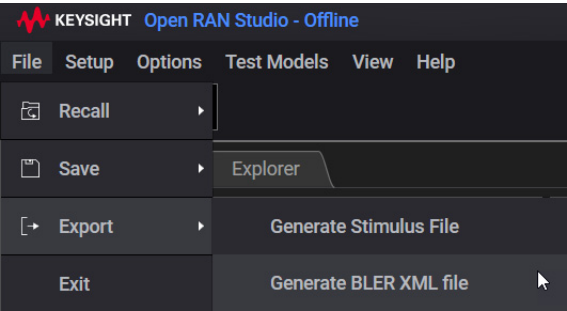 KEYSIGHT Open RAN Studio - Offline
File Setup Options Test Models View Help
Recall
Save
Explorer
Export
Generate Stimulus File
Exit
Generate BLER XML file